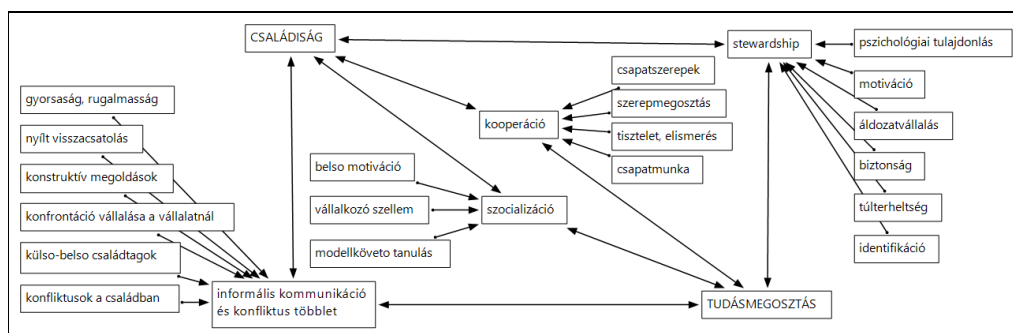 CSALÁDISÁG
stewardship
pszichológiai tulajdonlás
motiváció
áldozatvállalás
biztonság
túlterheltség
identifikáció
csapatszerepek
szerepmegosztás
tisztelet, elismerés
csapatmunka
kooperáció
gyorsaság, rugalmasság
nyílt visszacsatolás
konstruktív megoldások
konfrontáció vállalása a vállalatnál
külso-belso családtagok
konfliktusok a családban
belso motiváció
vállalkozó szellem
modellköveto tanulás
szocializáció
informális kommunikáció
és konfliktus többlet
TUDÁSMEGOSZTÁS